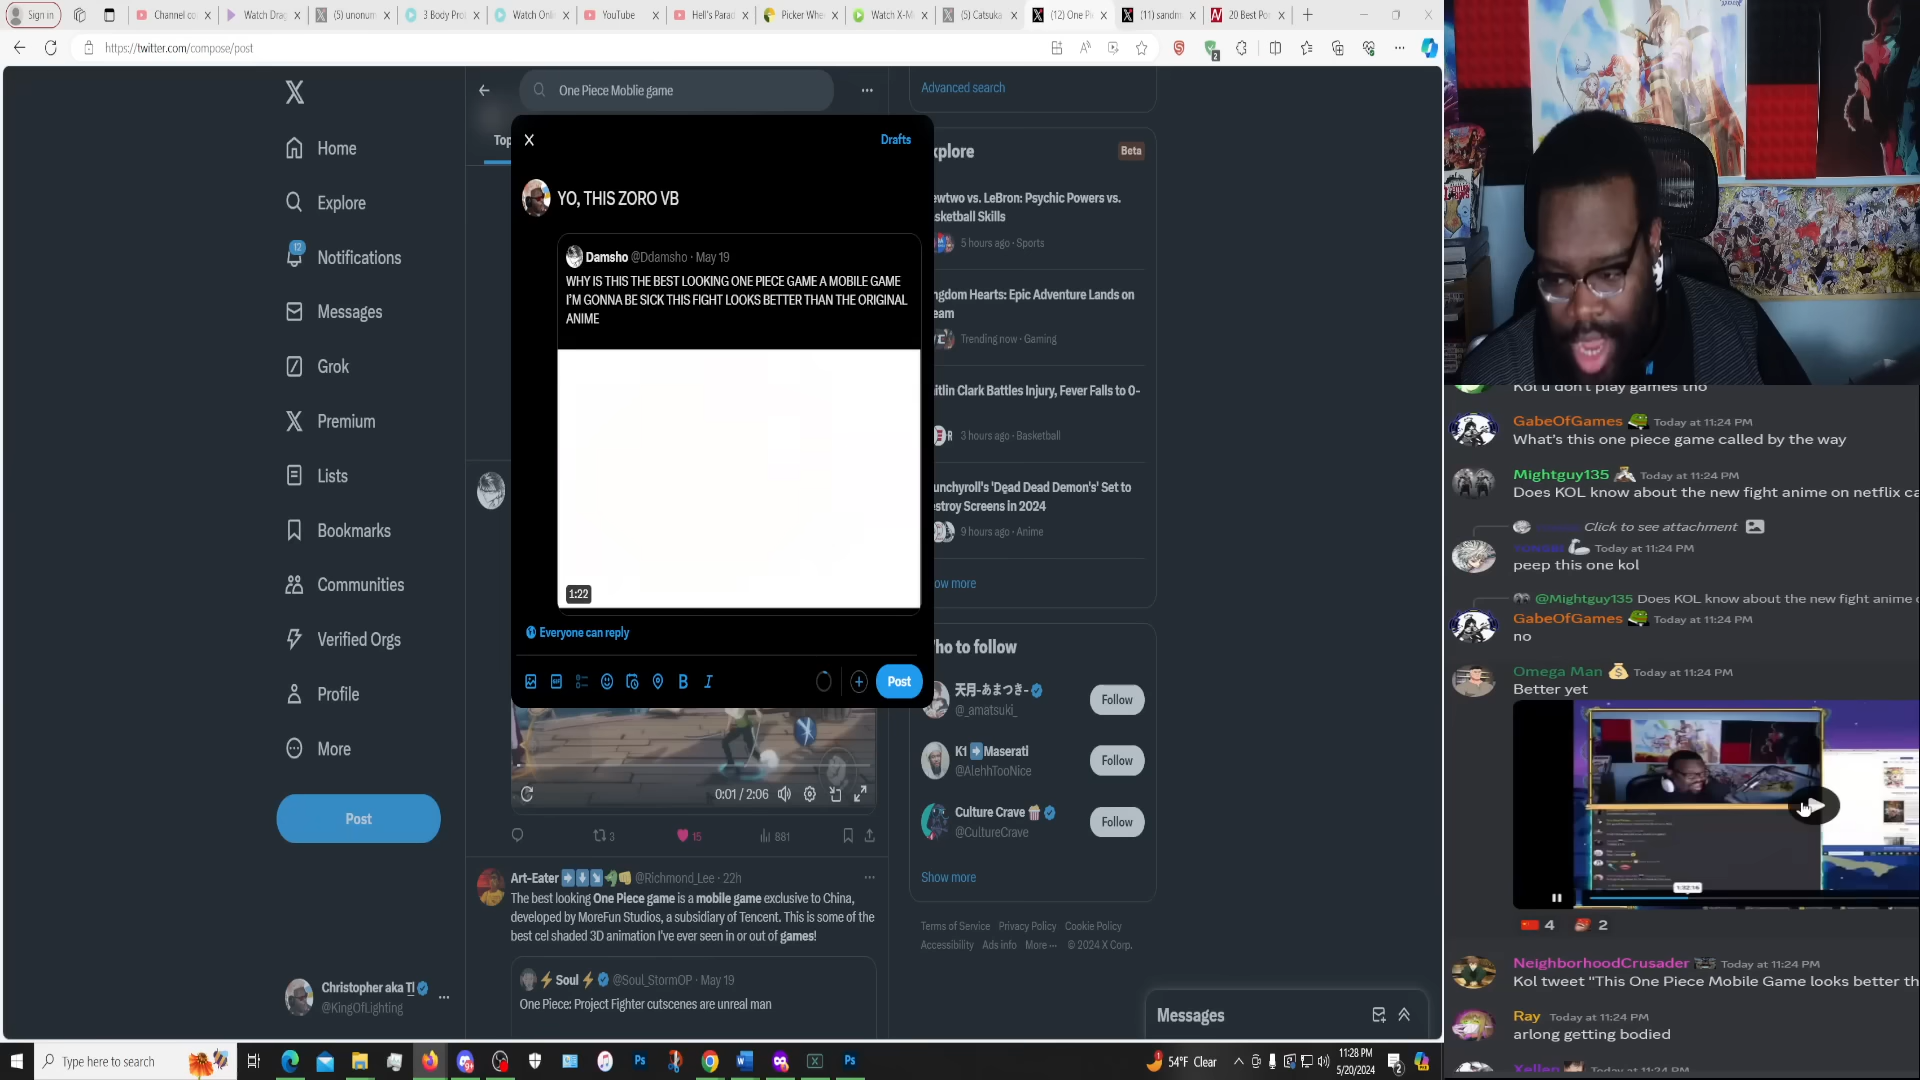 Sign in
Channel co
Watch Drag
(5) unonum
3 Body Pro
Watch Onli
YouTube
Hell's Parad
Picker Whe
Watch X-M
(5) Catsuka
(12) One Pi
(11) sandm
20 Best Po
https://twitter.com/compose/post
2
One Piece Moblie game
Advanced search
Top
Home
Explore
12
Notifications
Messages
Grok
Premium
Lists
Bookmarks
Communities
Verified Orgs
Profile
More
Post
Christopher aka TI
@KingOfLighting
Drafts
YO, THIS ZORO VB
Damsho @Ddamsho · May 19
WHY IS THIS THE BEST LOOKING ONE PIECE GAME A MOBILE GAME
I'M GONNA BE SICK THIS FIGHT LOOKS BETTER THAN THE ORIGINAL
ANIME
1:22
Everyone can reply
Post
0:01 / 2:06
3
15
881
Art-Eater @Richmond_Lee · 22h
The best looking One Piece game is a mobile game exclusive to China,
developed by MoreFun Studios, a subsidiary of Tencent. This is some of the
best cel shaded 3D animation I've ever seen in or out of games!
Soul @Soul_StormOP · May 19
One Piece: Project Fighter cutscenes are unreal man
xplore
Beta
ewtwo vs. LeBron: Psychic Powers vs.
sketball Skills
5 hours ago · Sports
ngdom Hearts: Epic Adventure Lands on
eam
Trending now · Gaming
itlin Clark Battles Injury, Fever Falls to 0-
3 hours ago · Basketball
unchyroll's 'Dead Dead Demon's' Set to
estroy Screens in 2024
9 hours ago · Anime
ow more
ho to follow
天月-あまつき-
@_amatsuki_
Follow
K1 Maserati
@AlehhTooNice
Follow
Culture Crave
@CultureCrave
Follow
Show more
Terms of Service Privacy Policy Cookie Policy
Accessibility Ads info More ··· © 2024 X Corp.
Messages
Kol u don't play games tho
GabeOfGames Today at 11:24 PM
What's this one piece game called by the way
Mightguy135 Today at 11:24 PM
Does KOL know about the new fight anime on netflix ca
Click to see attachment
Today at 11:24 PM
peep this one kol
@Mightguy135 Does KOL know about the new fight anime
GabeOfGames Today at 11:24 PM
no
Omega Man Today at 11:24 PM
Better yet
1:32:16
4
2
NeighborhoodCrusader Today at 11:24 PM
Kol tweet "This One Piece Mobile Game looks better th
Ray Today at 11:24 PM
arlong getting bodied
Xellen Today at 11:24 PM
Type here to search
54°F Clear
11:28 PM
5/20/2024
2